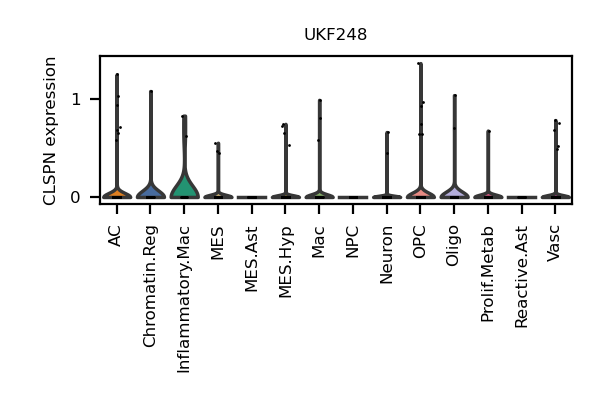 UKF248
CLSPN expression
1
0
AC
Chromatin.Reg
Inflammatory.Mac
MES
MES.Ast
MES.Hyp
Mac
NPC
Neuron
OPC
Oligo
Prolif.Metab
Reactive.Ast
Vasc